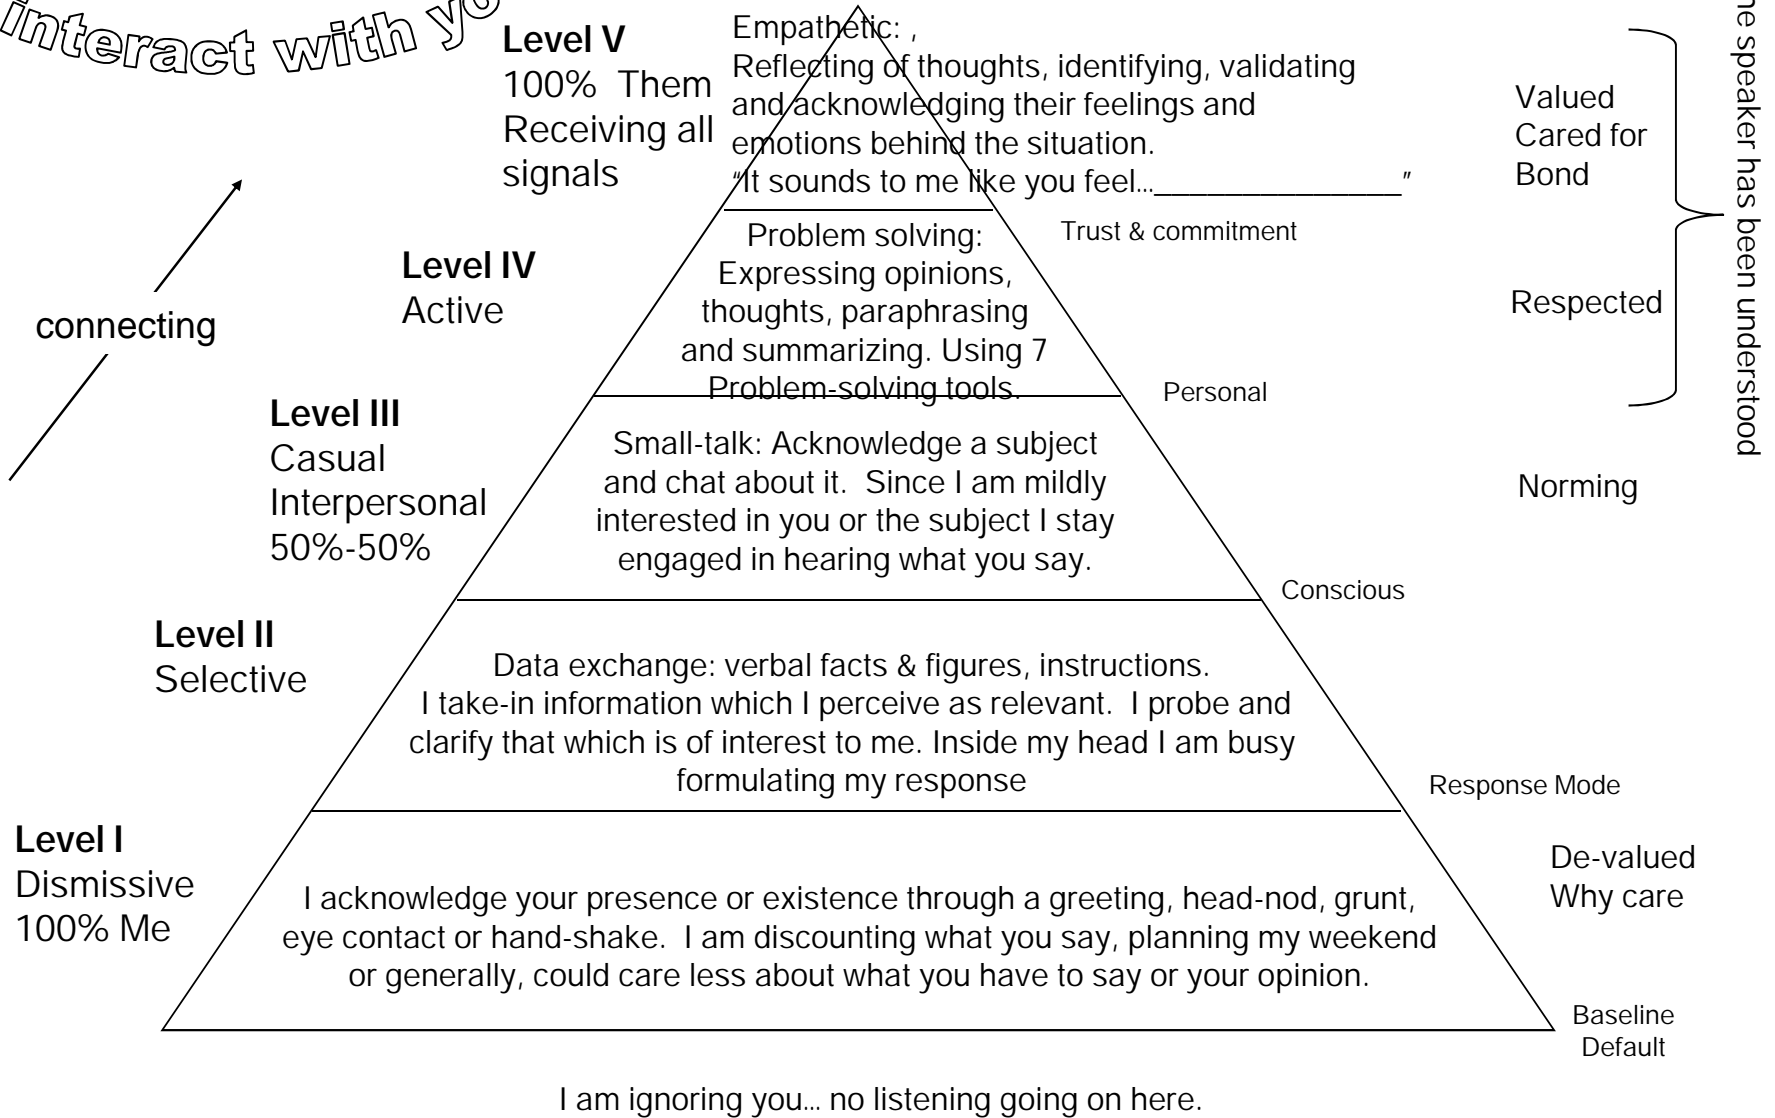 interact with yo
Level V
100%  Them
Receiving all
signals
Empathetic: ,
Reflecting of thoughts, identifying, validating
and acknowledging their feelings and
emotions behind the situation.
“It sounds to me like you feel…______________”
Valued
Cared for
Bond
speaker has been understood
Trust & commitment
Level IV
Active
Problem solving:
Expressing opinions,
thoughts, paraphrasing
and summarizing. Using 7
Problem-solving tools.
Respected
connecting
Personal
Level III
Casual
Interpersonal
50%-50%
Small-talk: Acknowledge a subject
and chat about it.  Since I am mildly
interested in you or the subject I stay
engaged in hearing what you say.
Norming
Conscious
Level II
Selective
Data exchange: verbal facts & figures, instructions.
I take-in information which I perceive as relevant.  I probe and
clarify that which is of interest to me. Inside my head I am busy
formulating my response
Response Mode
Level I
Dismissive
100% Me
I acknowledge your presence or existence through a greeting, head-nod, grunt,
eye contact or hand-shake.  I am discounting what you say, planning my weekend
or generally, could care less about what you have to say or your opinion.
De-valued
Why care
Baseline
Default
I am ignoring you… no listening going on here.